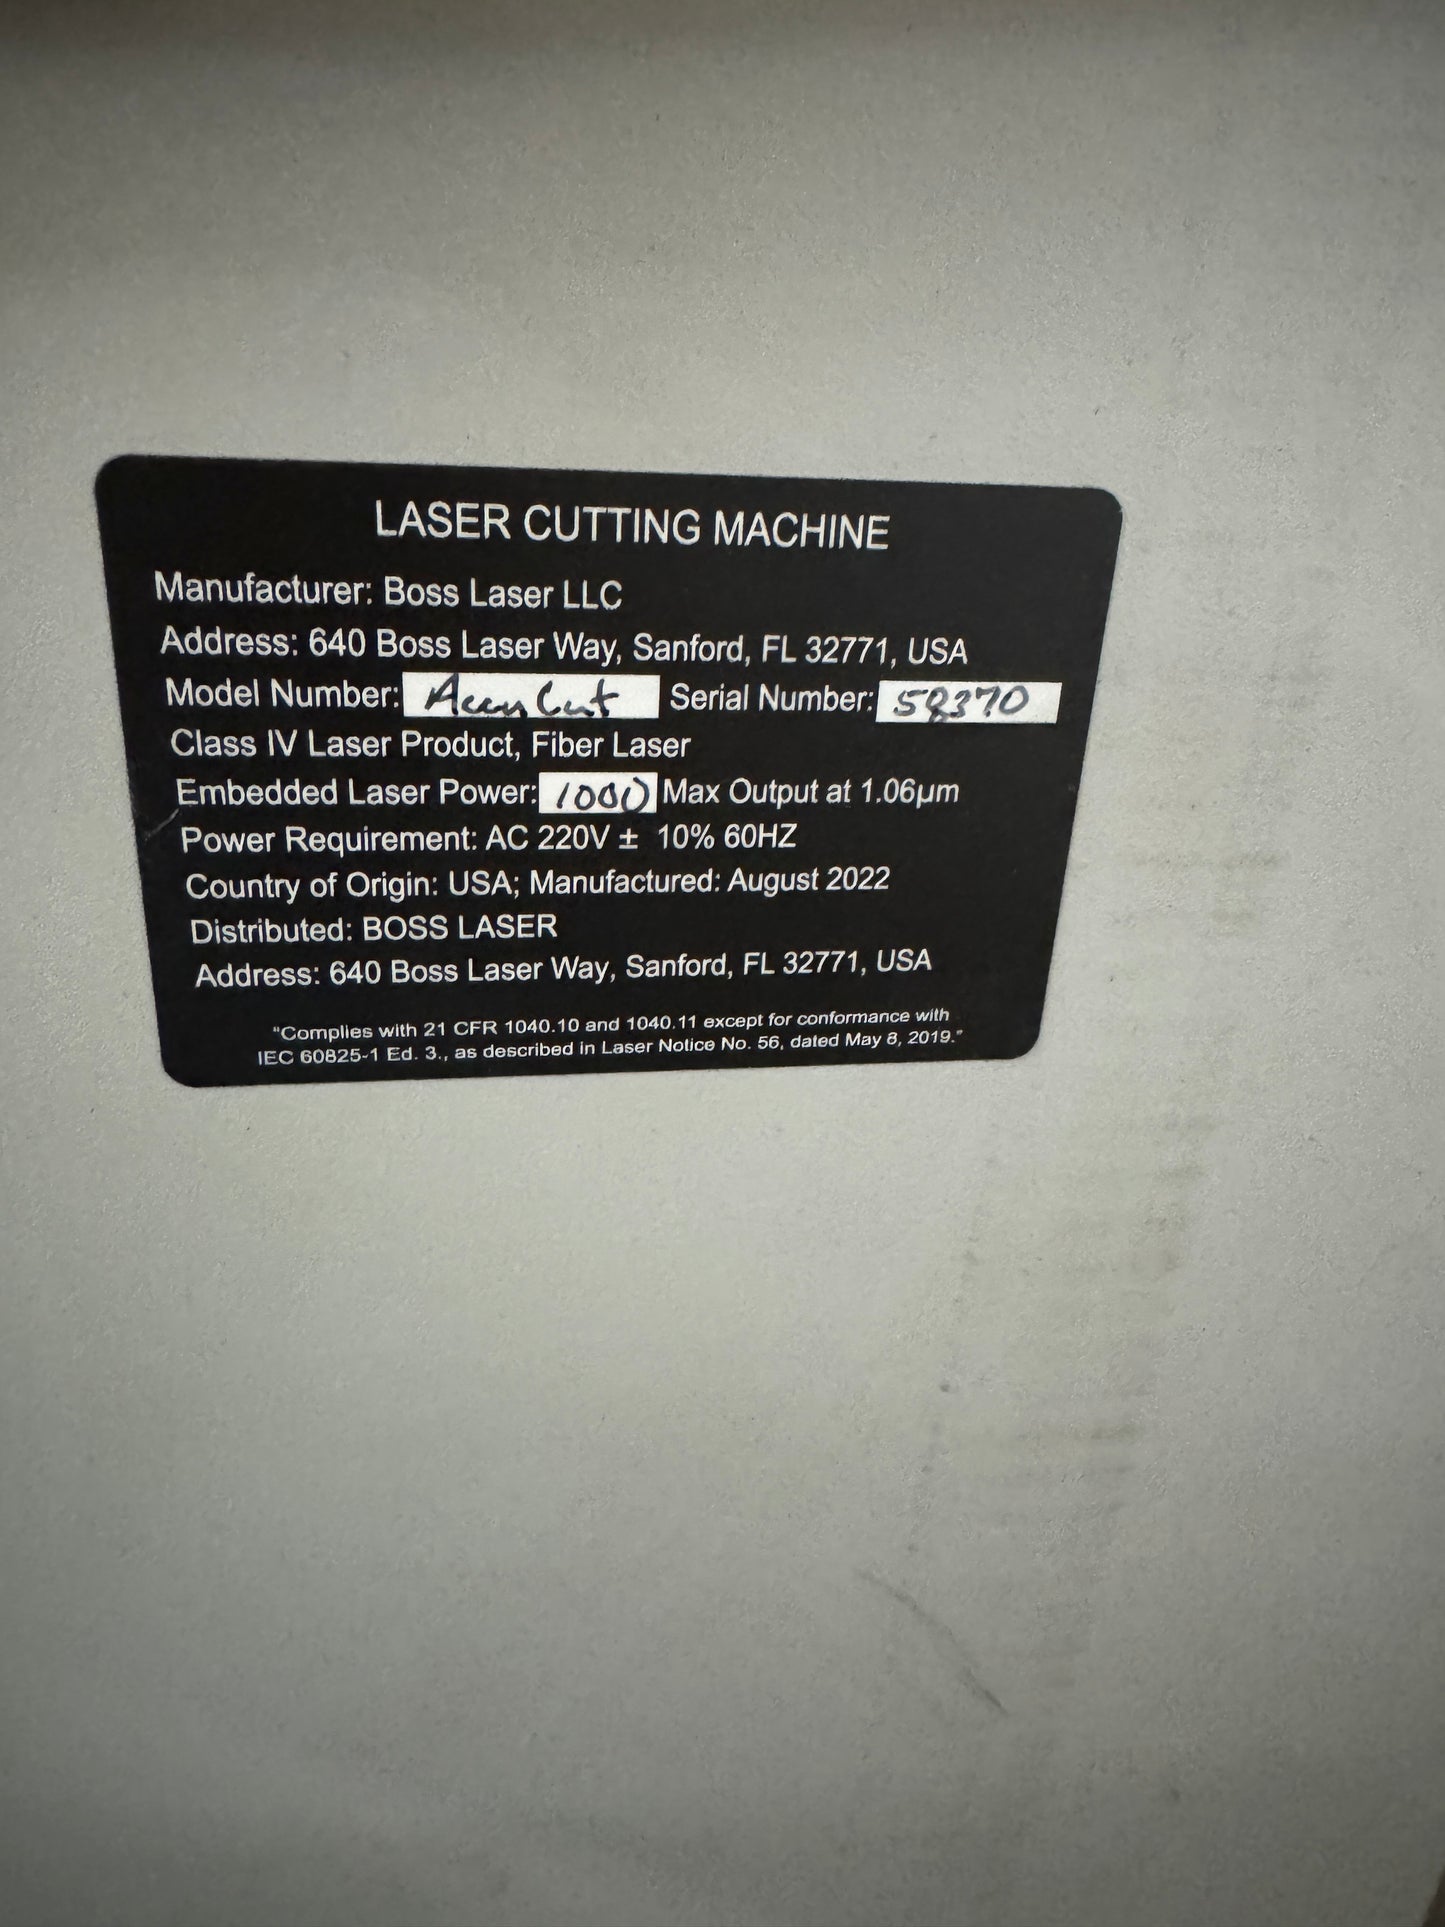 LASER CUTTING MACHINE
Manufacturer: Boss Laser LLC
Address: 640 Boss Laser Way, Sanford, FL 32771, USA
Model Number: AccuCut Serial Number: 58370
Class IV Laser Product, Fiber Laser
Embedded Laser Power: 1000 Max Output at 1.06µm
Power Requirement: AC 220V ± 10% 60HZ
Country of Origin: USA; Manufactured: August 2022
Distributed: BOSS LASER
Address: 640 Boss Laser Way, Sanford, FL 32771, USA
"Complies with 21 CFR 1040.10 and 1040.11 except for conformance with
IEC 60825-1 Ed. 3., as described in Laser Notice No. 56, dated May 8, 2019."